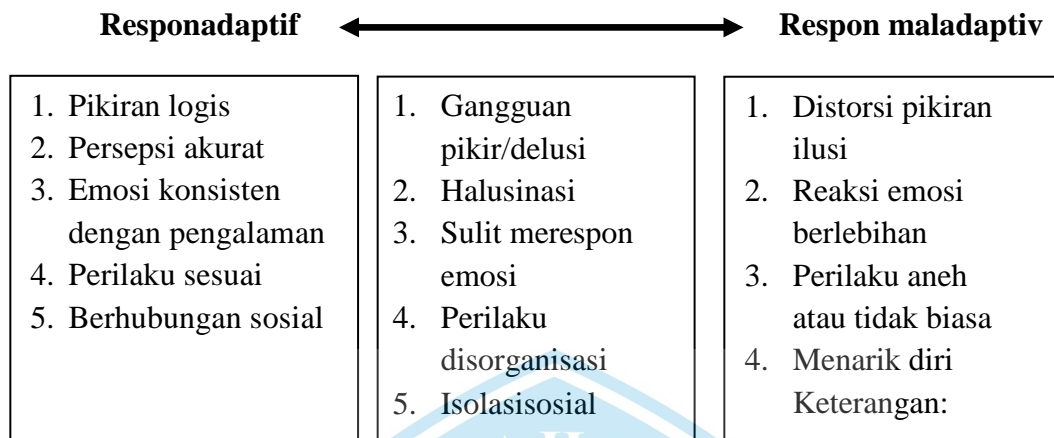 Responadaptif Respon maladaptiv
1. Pikiran logis
2. Persepsi akurat
3. Emosi konsisten
dengan pengalaman
4. Perilaku sesuai
5. Berhubungan sosial
1. Gangguan
pikir/delusi
2. Halusinasi
3. Sulit merespon
emosi
4. Perilaku
disorganisasi
5. Isolasisosial
1. Distorsi pikiran
ilusi
2. Reaksi emosi
berlebihan
3. Perilaku aneh
atau tidak biasa
4. Menarik diri
Keterangan: